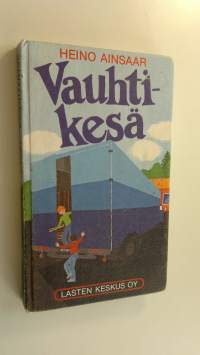 HEINO AINSAAR
Vauhti-
kesä
LASTEN KESKUS OY